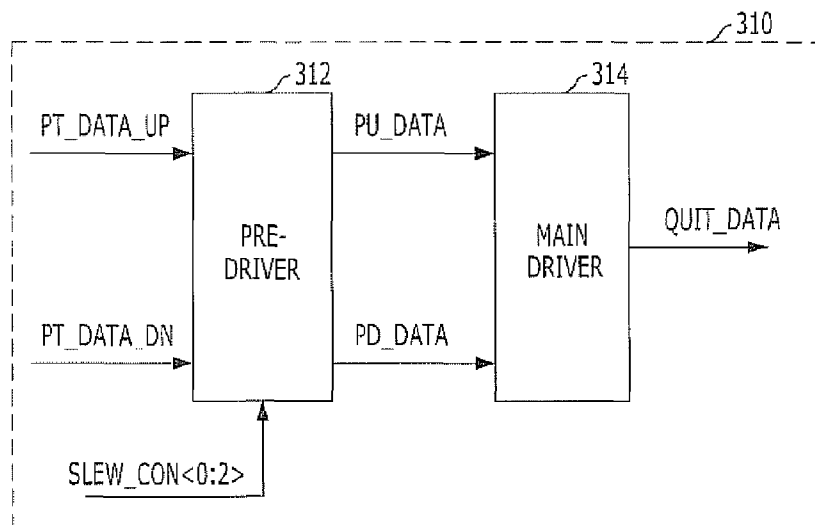 310
312
314
PT_DATA_UP
PU_DATA
QUIT_DATA
PRE-
DRIVER
MAIN
DRIVER
PT_DATA_DN
PD_DATA
SLEW_CON<0:2>